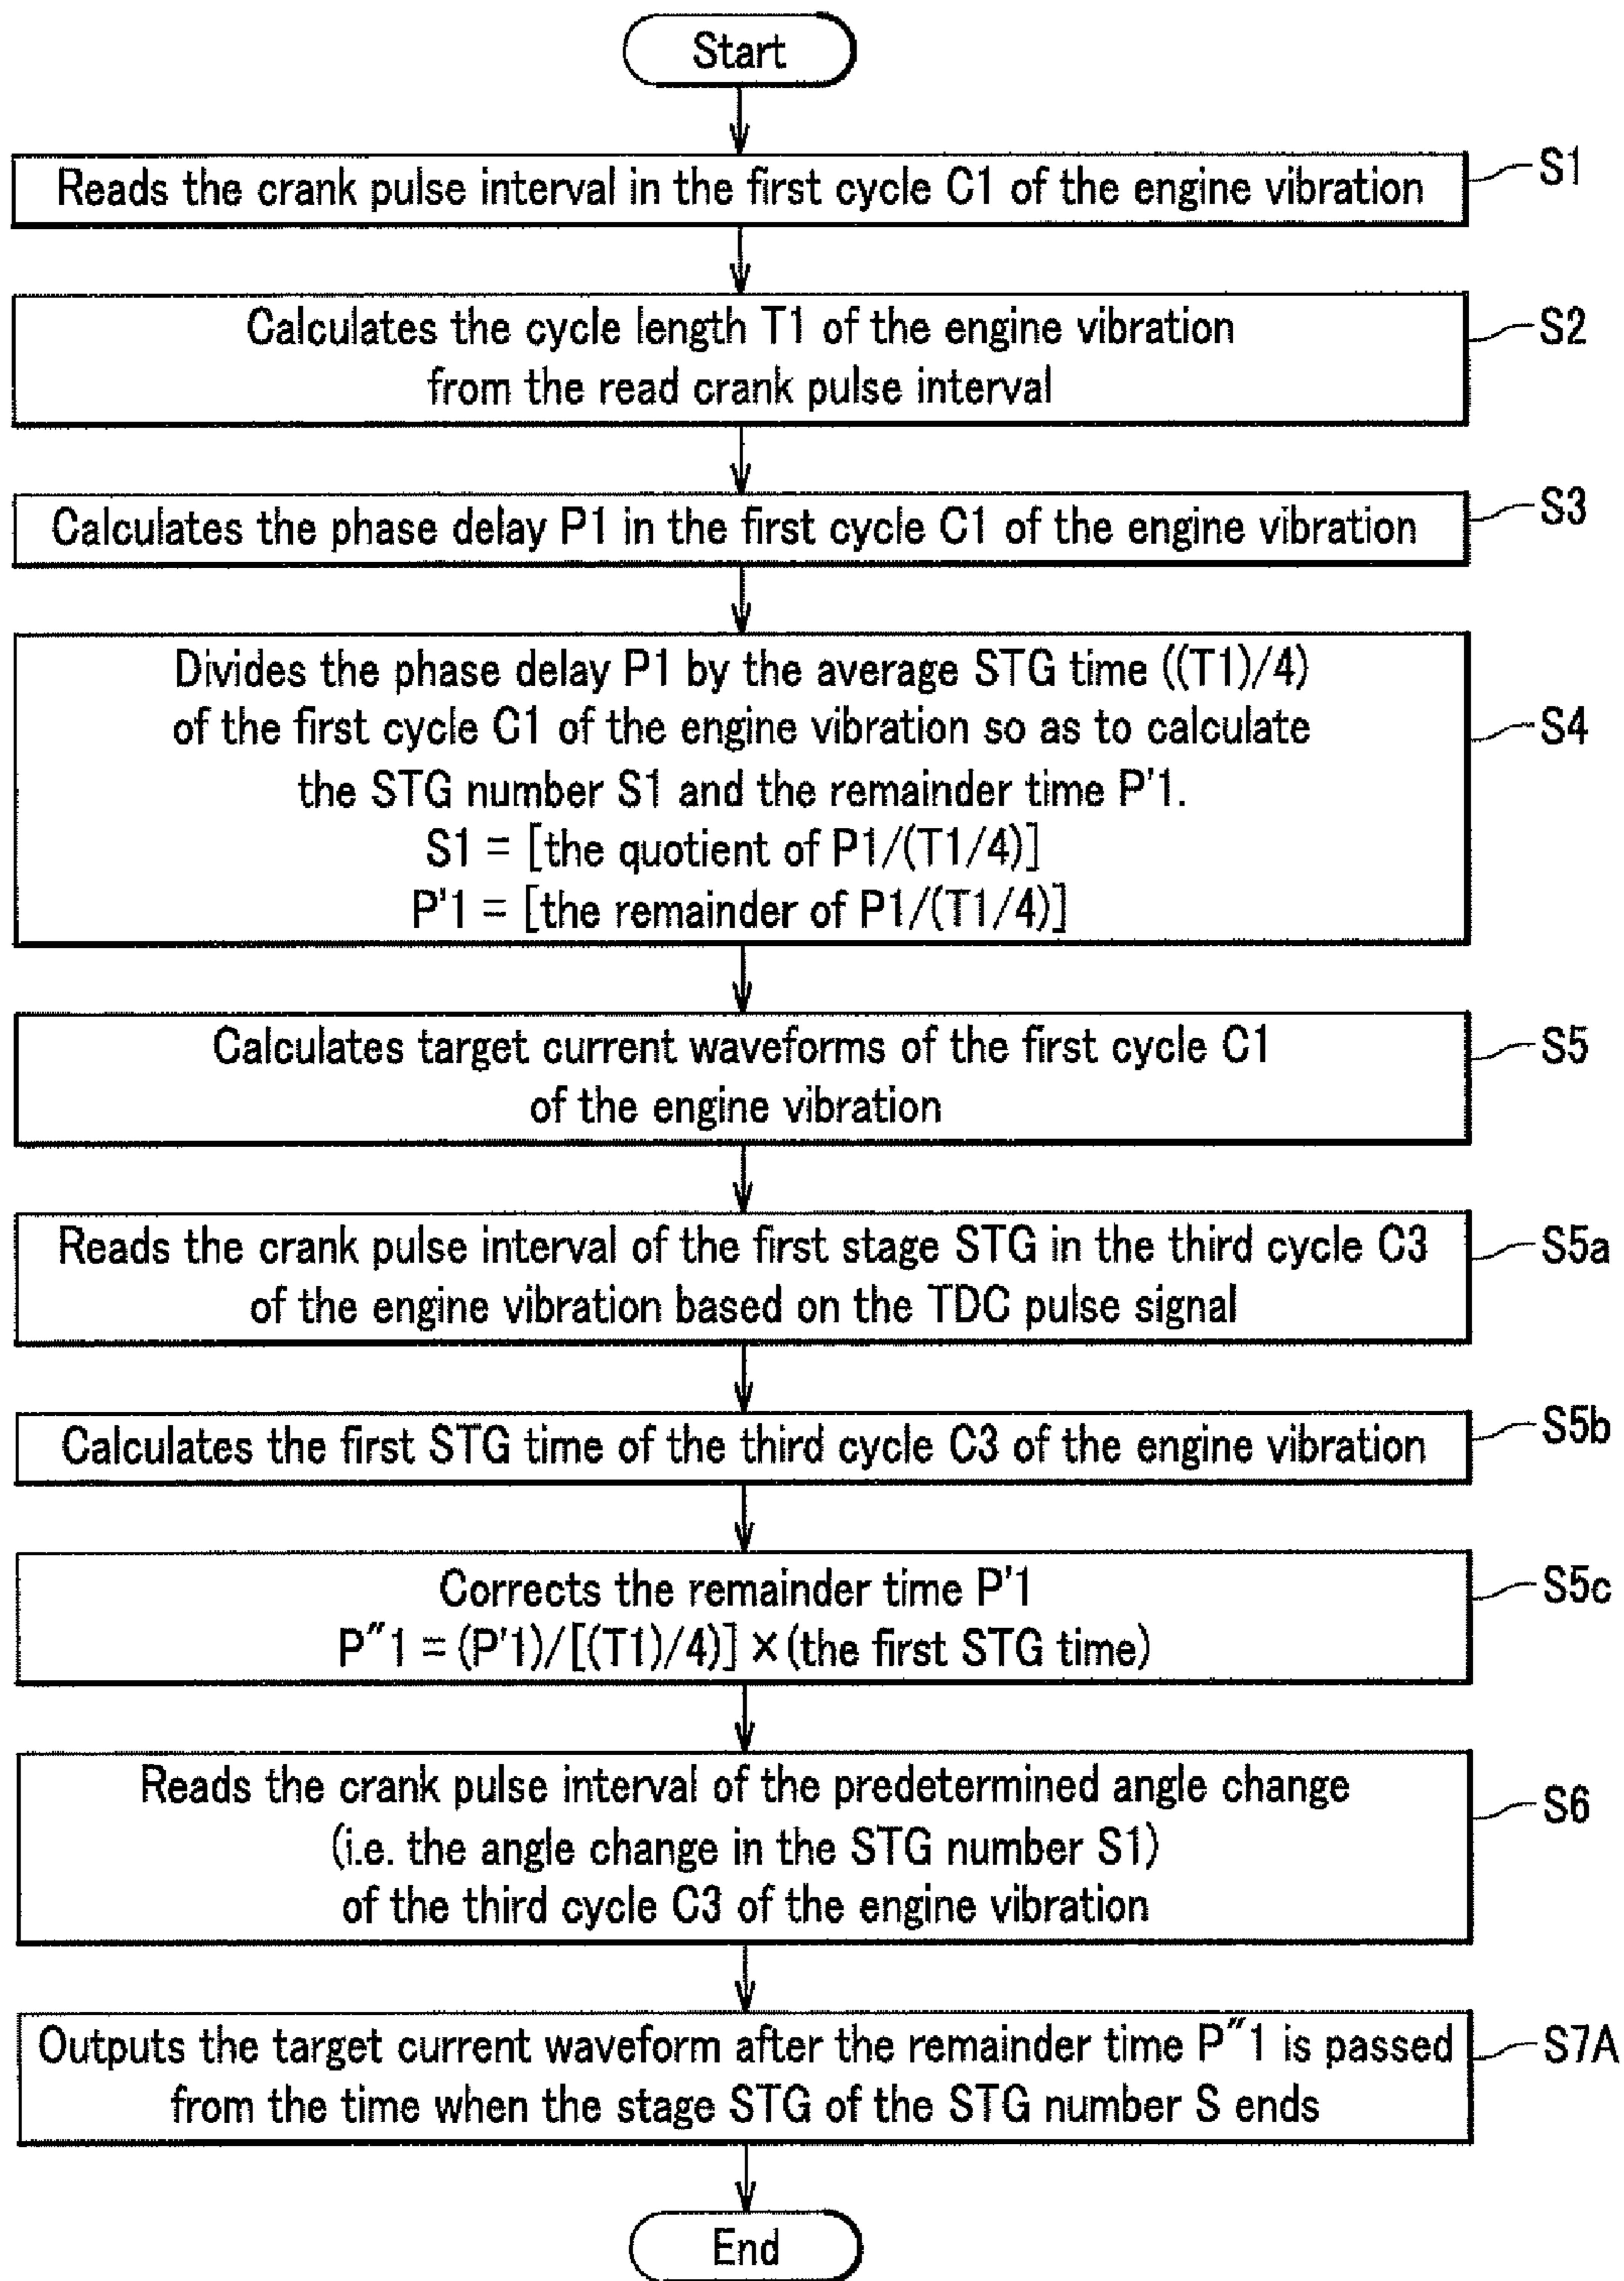 Start
Reads the crank pulse interval in the first cycle C1 of the engine vibration
S1
Calculates the cycle length T1 of the engine vibration
from the read crank pulse interval
S2
Calculates the phase delay P1 in the first cycle C1 of the engine vibration
S3
Divides the phase delay P1 by the average STG time ((T1)/4)
of the first cycle C1 of the engine vibration so as to calculate
the STG number S1 and the remainder time P'1.
S1 = [the quotient of P1/(T1/4)]
P'1 = [the remainder of P1/(T1/4)]
S4
Calculates target current waveforms of the first cycle C1
of the engine vibration
S5
Reads the crank pulse interval of the first stage STG in the third cycle C3
of the engine vibration based on the TDC pulse signal
S5a
Calculates the first STG time of the third cycle C3 of the engine vibration
S5b
Corrects the remainder time P'1
P"1 = (P'1)/[(T1)/4)] × (the first STG time)
S5c
Reads the crank pulse interval of the predetermined angle change
(i.e. the angle change in the STG number S1)
of the third cycle C3 of the engine vibration
S6
Outputs the target current waveform after the remainder time P"1 is passed
from the time when the stage STG of the STG number S ends
S7A
End